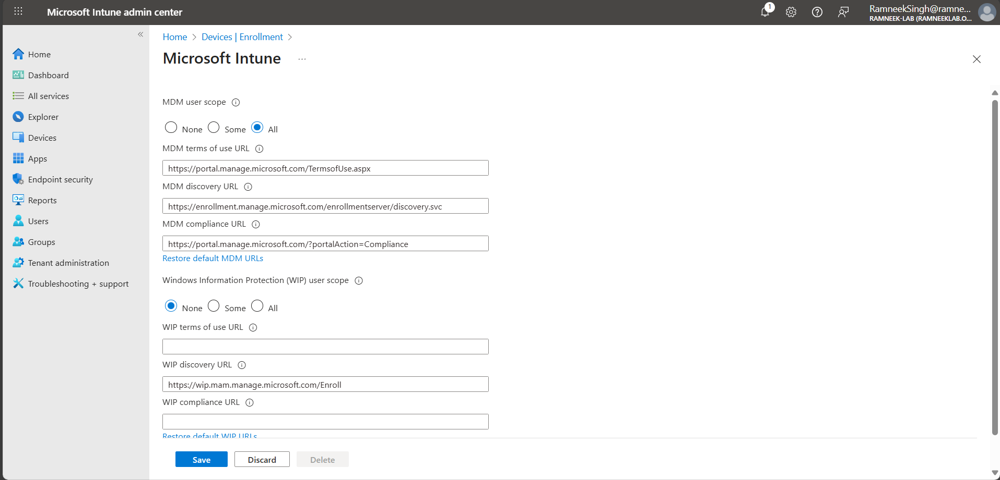 Microsoft Intune admin center
1
RamneekSingh@ramne...
RAMNEEK-LAB (RAMNEEKLAB.O...
«
Home
Dashboard
All services
Explorer
Devices
Apps
Endpoint security
Reports
Users
Groups
Tenant administration
Troubleshooting + support
Home > Devices | Enrollment >
Microsoft Intune ...
MDM user scope
None Some All
MDM terms of use URL
https://portal.manage.microsoft.com/TermsofUse.aspx
MDM discovery URL
https://enrollment.manage.microsoft.com/enrollmentserver/discovery.svc
MDM compliance URL
https://portal.manage.microsoft.com/?portalAction=Compliance
Restore default MDM URLs
Windows Information Protection (WIP) user scope
None Some All
WIP terms of use URL
WIP discovery URL
https://wip.mam.manage.microsoft.com/Enroll
WIP compliance URL
Restore default WIP URLs
Save Discard Delete